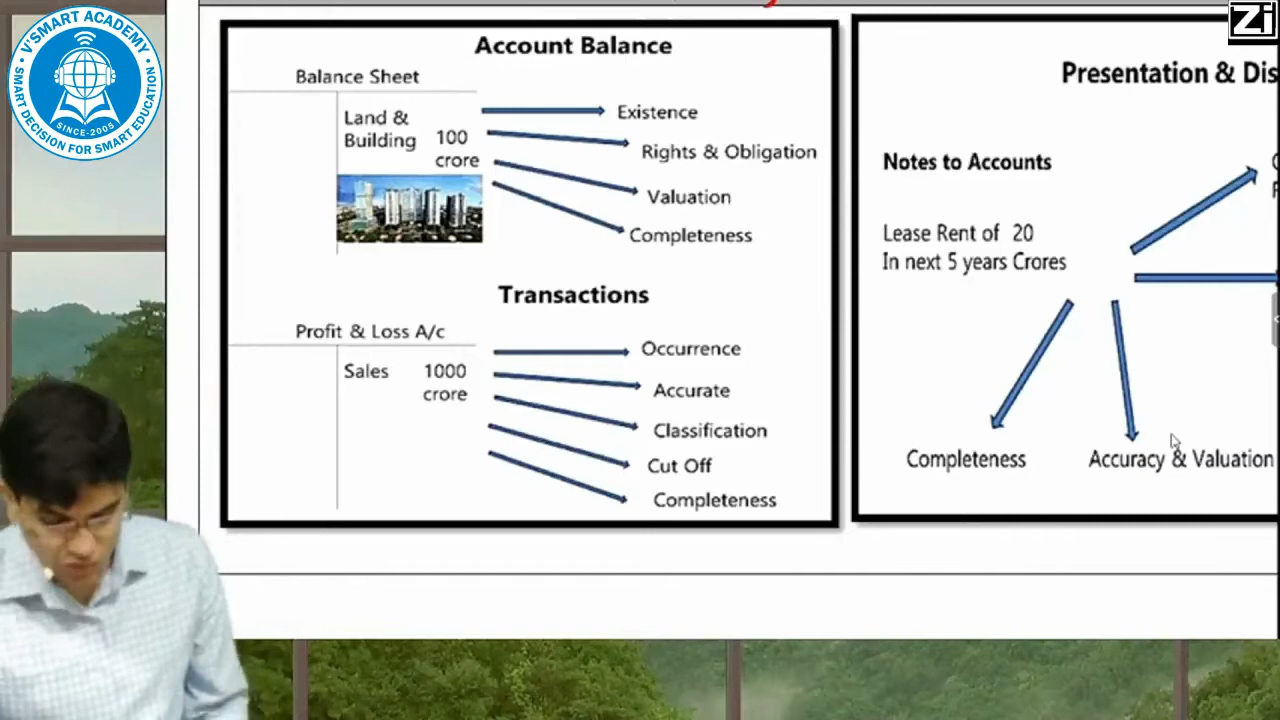 V'SMART ACADEMY
SMART DECISION FOR SMART EDUCATION
SINCE-2005
Zi
Account Balance
Balance Sheet
Land &
Building 100
crore
Existence
Rights & Obligation
Valuation
Completeness
Transactions
Profit & Loss A/c
Sales 1000
crore
Occurrence
Accurate
Classification
Cut Off
Completeness
Presentation & Dis
Notes to Accounts
Lease Rent of 20
In next 5 years Crores
Completeness
Accuracy & Valuation